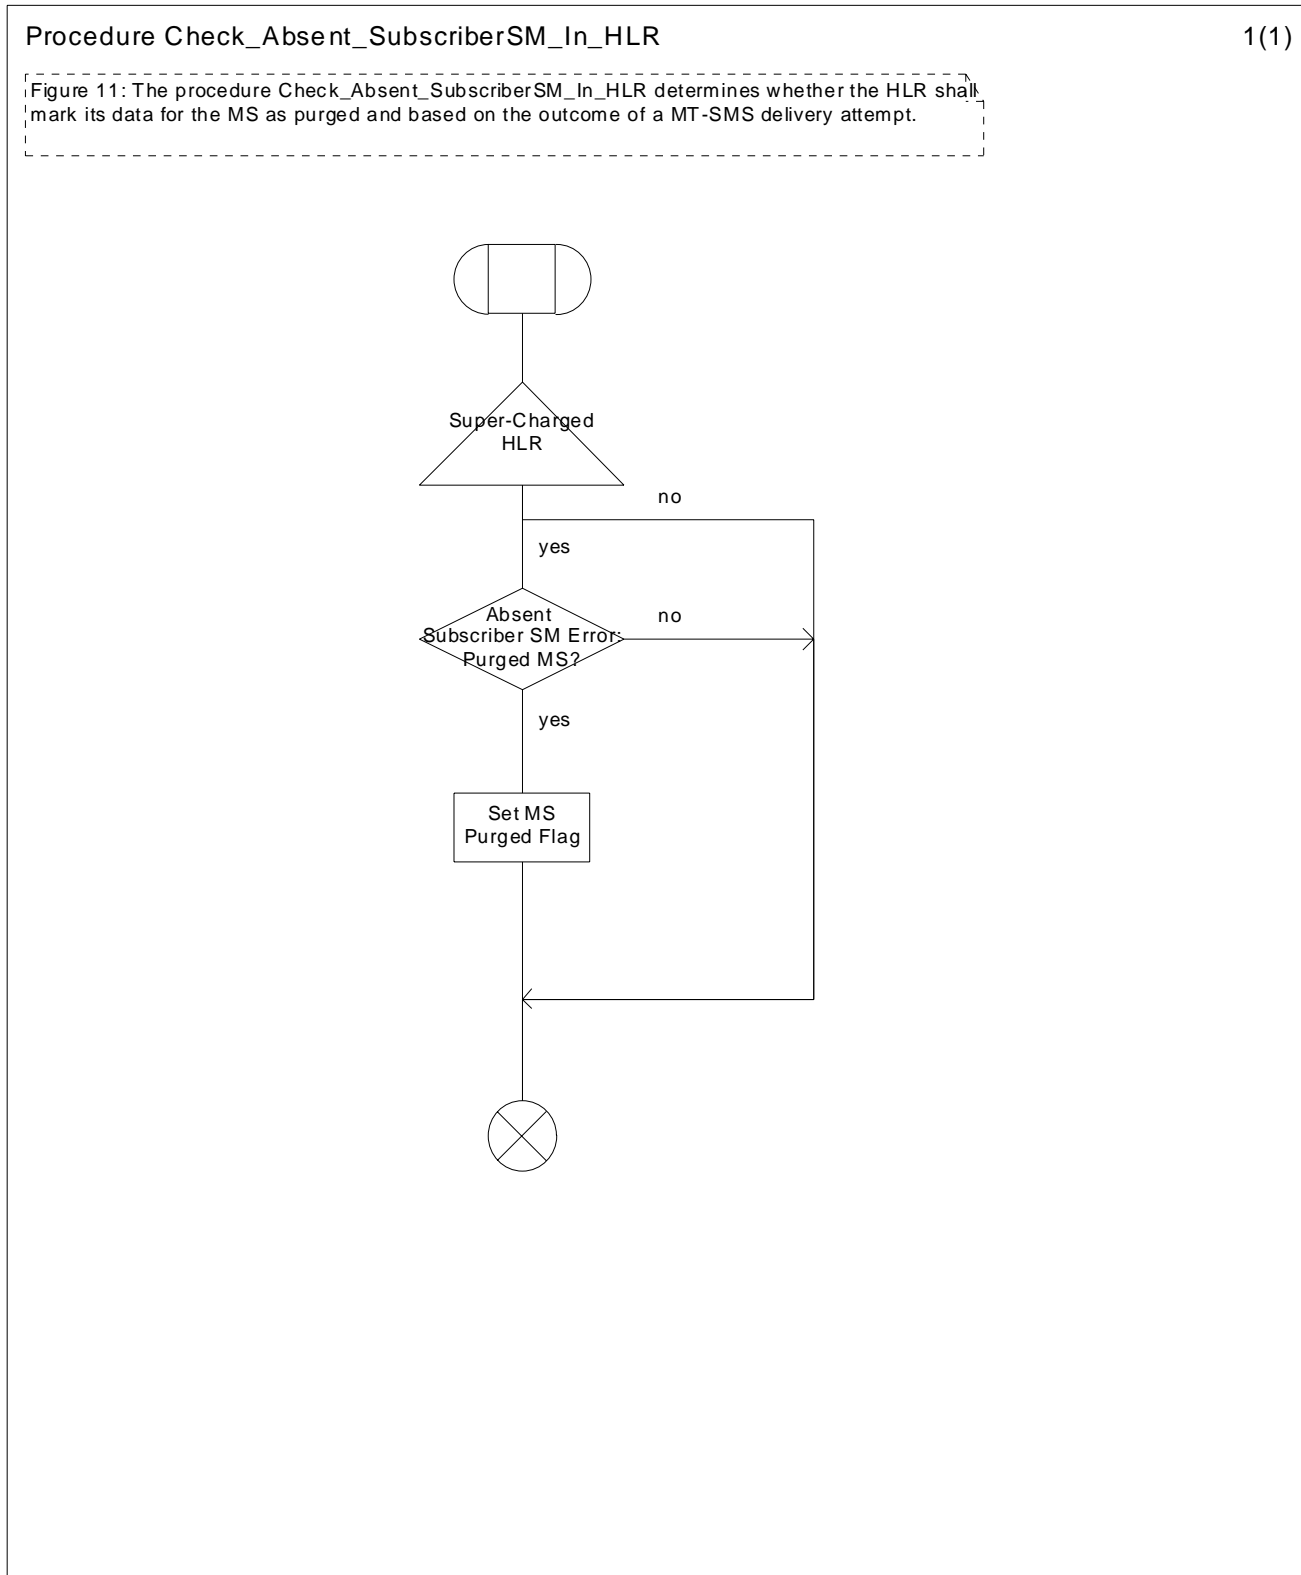 Procedure Check_Absent_SubscriberSM_In_HLR
1(1)
Figure 11: The procedure Check_Absent_SubscriberSM_In_HLR determines whether the HLR shall
mark its data for the MS as purged and based on the outcome of a MT-SMS delivery attempt.
Super-Charged
HLR
no
yes
Absent
Subscriber SM Error:
Purged MS?
no
yes
Set MS
Purged Flag